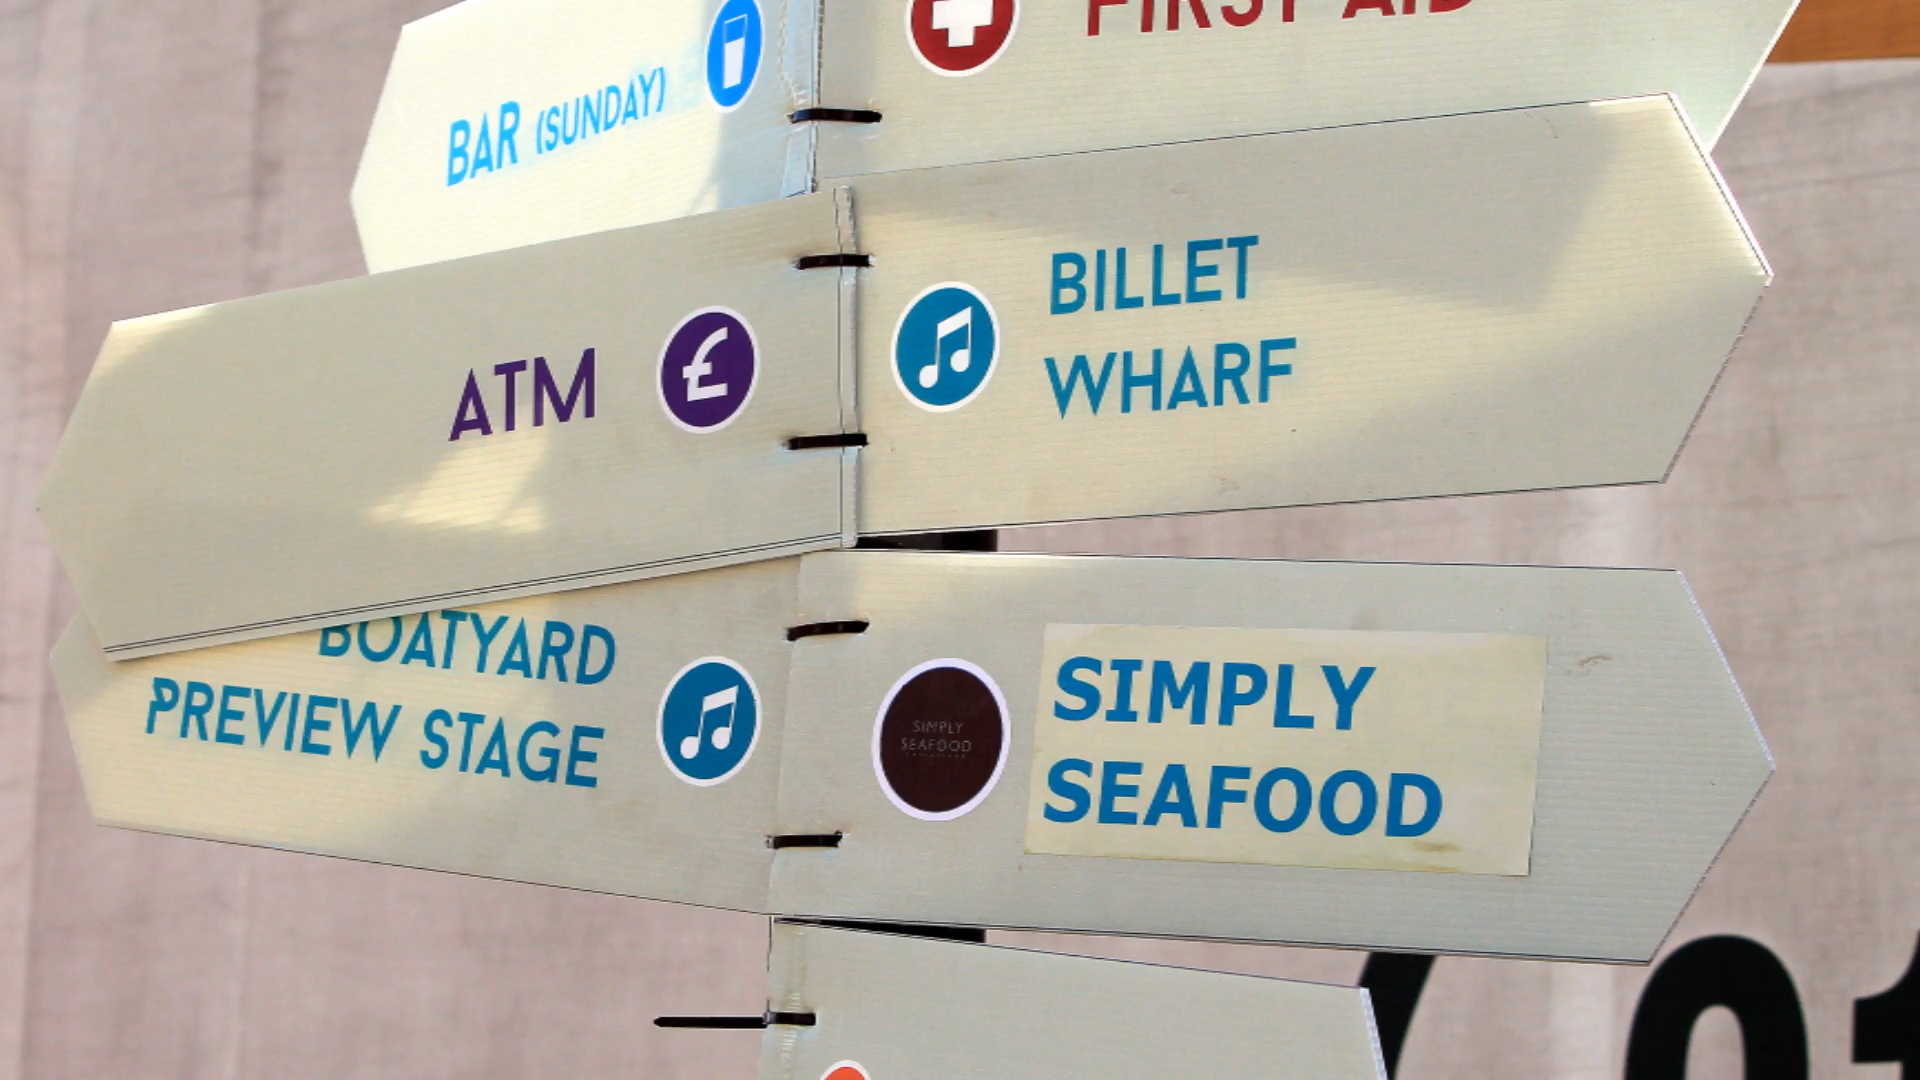 FIRST AID
BAR (SUNDAY)
BILLET
WHARF
ATM £
BOATYARD
PREVIEW STAGE
SIMPLY
SEAFOOD
SIMPLY
SEAFOOD